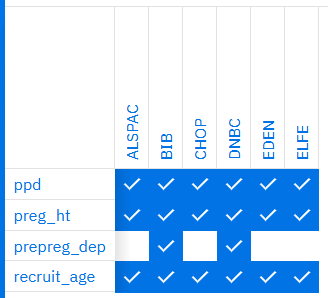 ALSPAC
BIB
CHOP
DNBC
EDEN
ELFE
ppd
preg_ht
prepreg_dep
recruit_age